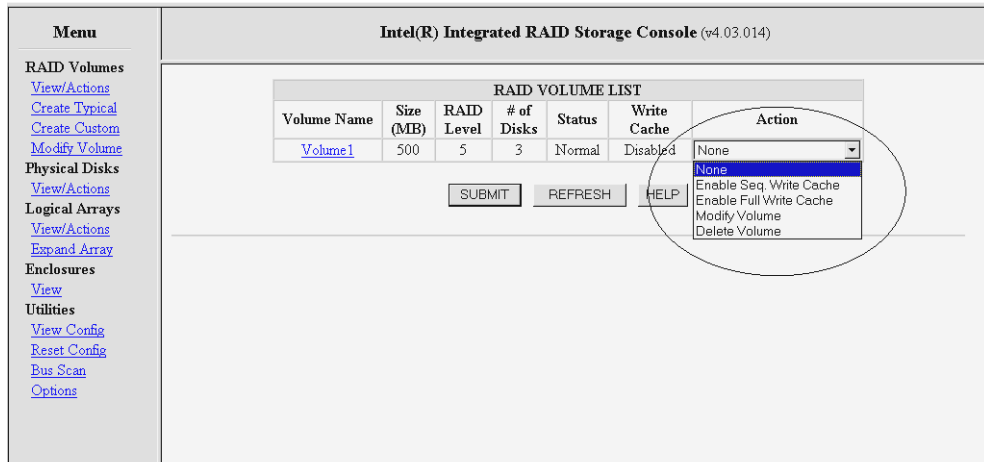 Menu
RAID Volumes
View/Actions
Create Typical
Create Custom
Modify Volume
Physical Disks
View/Actions
Logical Arrays
View/Actions
Expand Array
Enclosures
View
Utilities
View Config
Reset Config
Bus Scan
Options
Intel(R) Integrated RAID Storage Console (v4.03.014)
RAID VOLUME LIST
Volume Name Size (MB) RAID Level # of Disks Status Write Cache Action
Volume1 500 5 3 Normal Disabled None
None
Enable Seq. Write Cache
Enable Full Write Cache
Modify Volume
Delete Volume
SUBMIT REFRESH HELP